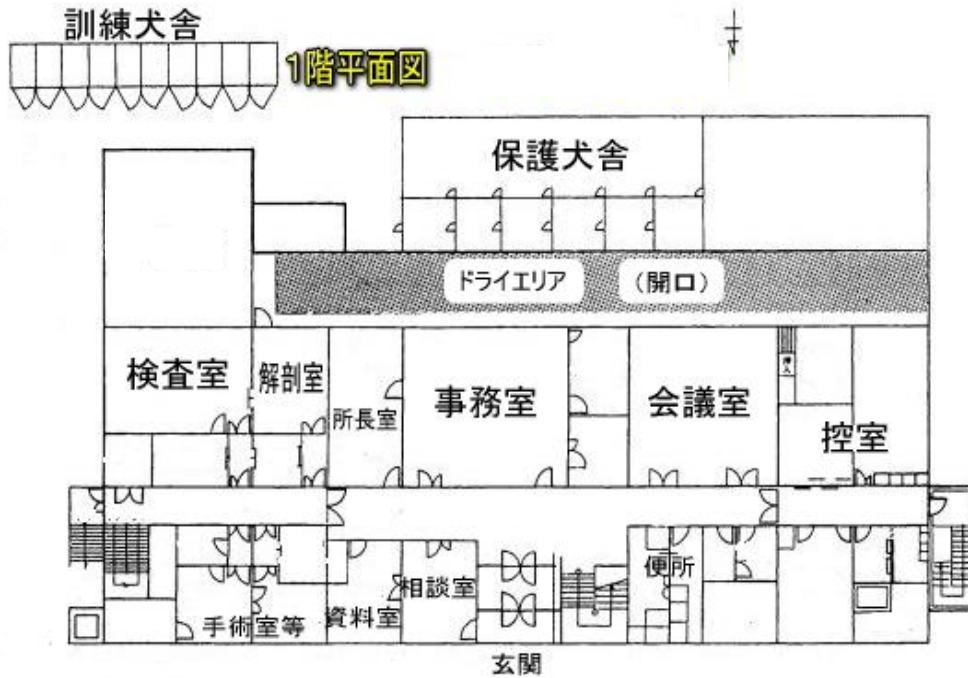 訓練犬舎
1階平面図
保護犬舎
ドライエリア （開口）
検査室
解剖室
所長室
事務室
会議室
押入
控室
手術室等
資料室
相談室
便所
玄関